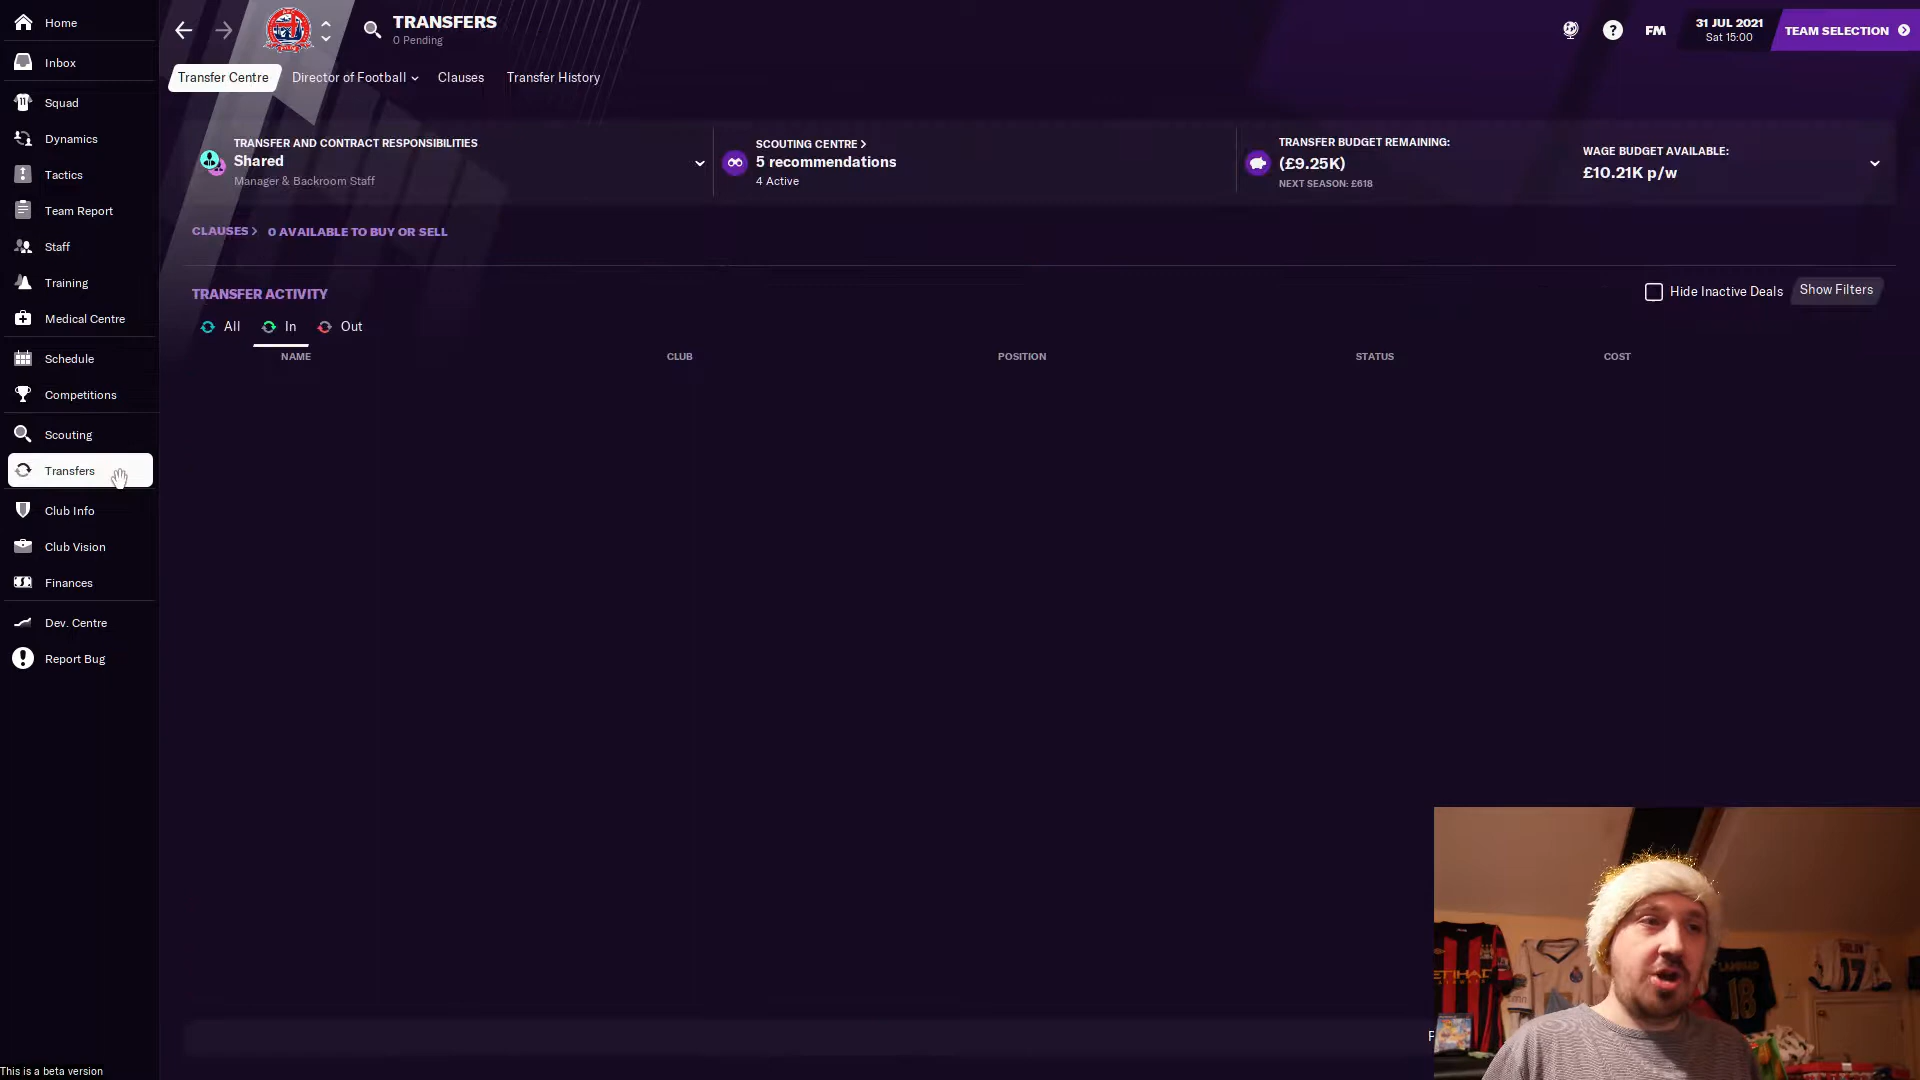 Home
Inbox
Squad
Dynamics
Tactics
Team Report
Staff
Training
Medical Centre
Schedule
Competitions
Scouting
Transfers
Club Info
Club Vision
Finances
Dev. Centre
Report Bug
This is a beta version
TRANSFERS
0 Pending
FM
31 JUL 2021
Sat 15:00
TEAM SELECTION
Transfer Centre
Director of Football
Clauses
Transfer History
TRANSFER AND CONTRACT RESPONSIBILITIES
Shared
Manager & Backroom Staff
SCOUTING CENTRE >
5 recommendations
4 Active
TRANSFER BUDGET REMAINING:
(£9.25K)
NEXT SEASON: £618
WAGE BUDGET AVAILABLE:
£10.21K p/w
CLAUSES > 0 AVAILABLE TO BUY OR SELL
TRANSFER ACTIVITY
Hide Inactive Deals
Show Filters
All
In
Out
NAME
CLUB
POSITION
STATUS
COST
ETIHAD
18
17